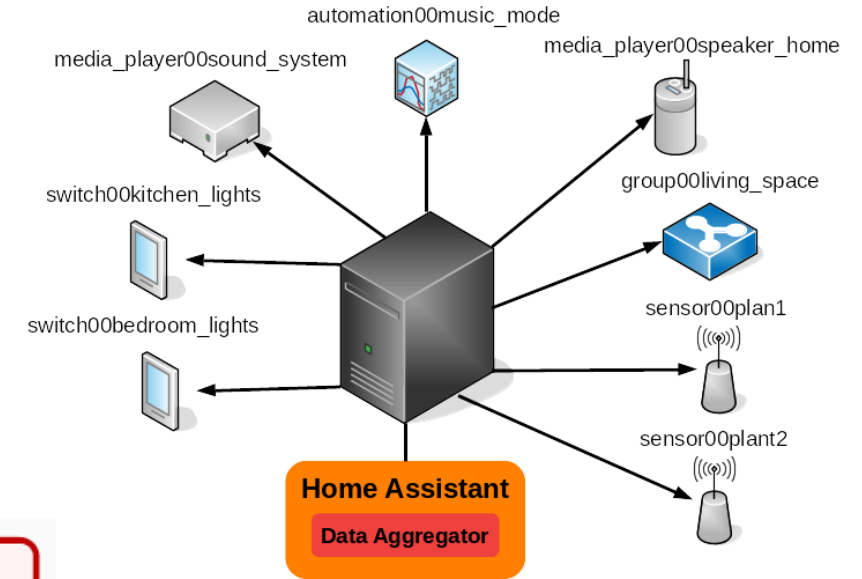 automation00music_mode
media_player00sound_system
media_player00speaker_home
switch00kitchen_lights
group00living_space
switch00bedroom_lights
sensor00plan1
sensor00plant2
Home Assistant
Data Aggregator